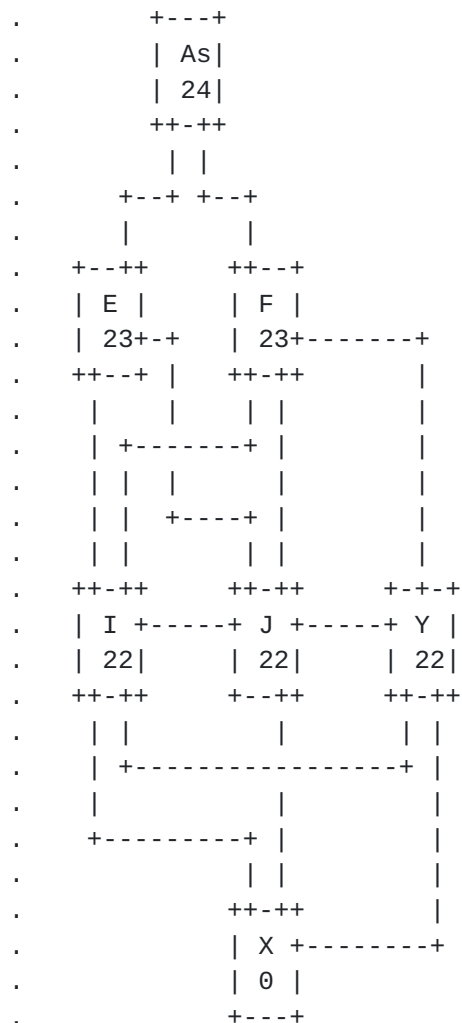 .         +---+
.         | As|
.         | 24|
.         ++-++
.          | |
.       +--+ +--+
.       |       |
.    +--++     ++--+
.    | E |     | F |
.    | 23+-+   | 23+-------+
.    ++--+ |   ++-++       |
.     |    |    | |        |
.     | +-------+ |        |
.     | |  |      |        |
.     | |  +----+ |        |
.     | |       | |        |
.    ++-++     ++-++     +-+-+
.    | I +-----+ J +-----+ Y |
.    | 22|     | 22|     | 22|
.    ++-++     +--++     ++-++
.     | |         |       | |
.     | +-----------------+ |
.     |           |         |
.     +---------+ |         |
.               | |         |
.              ++-++        |
.              | X +--------+
.              | 0 |
.              +---+